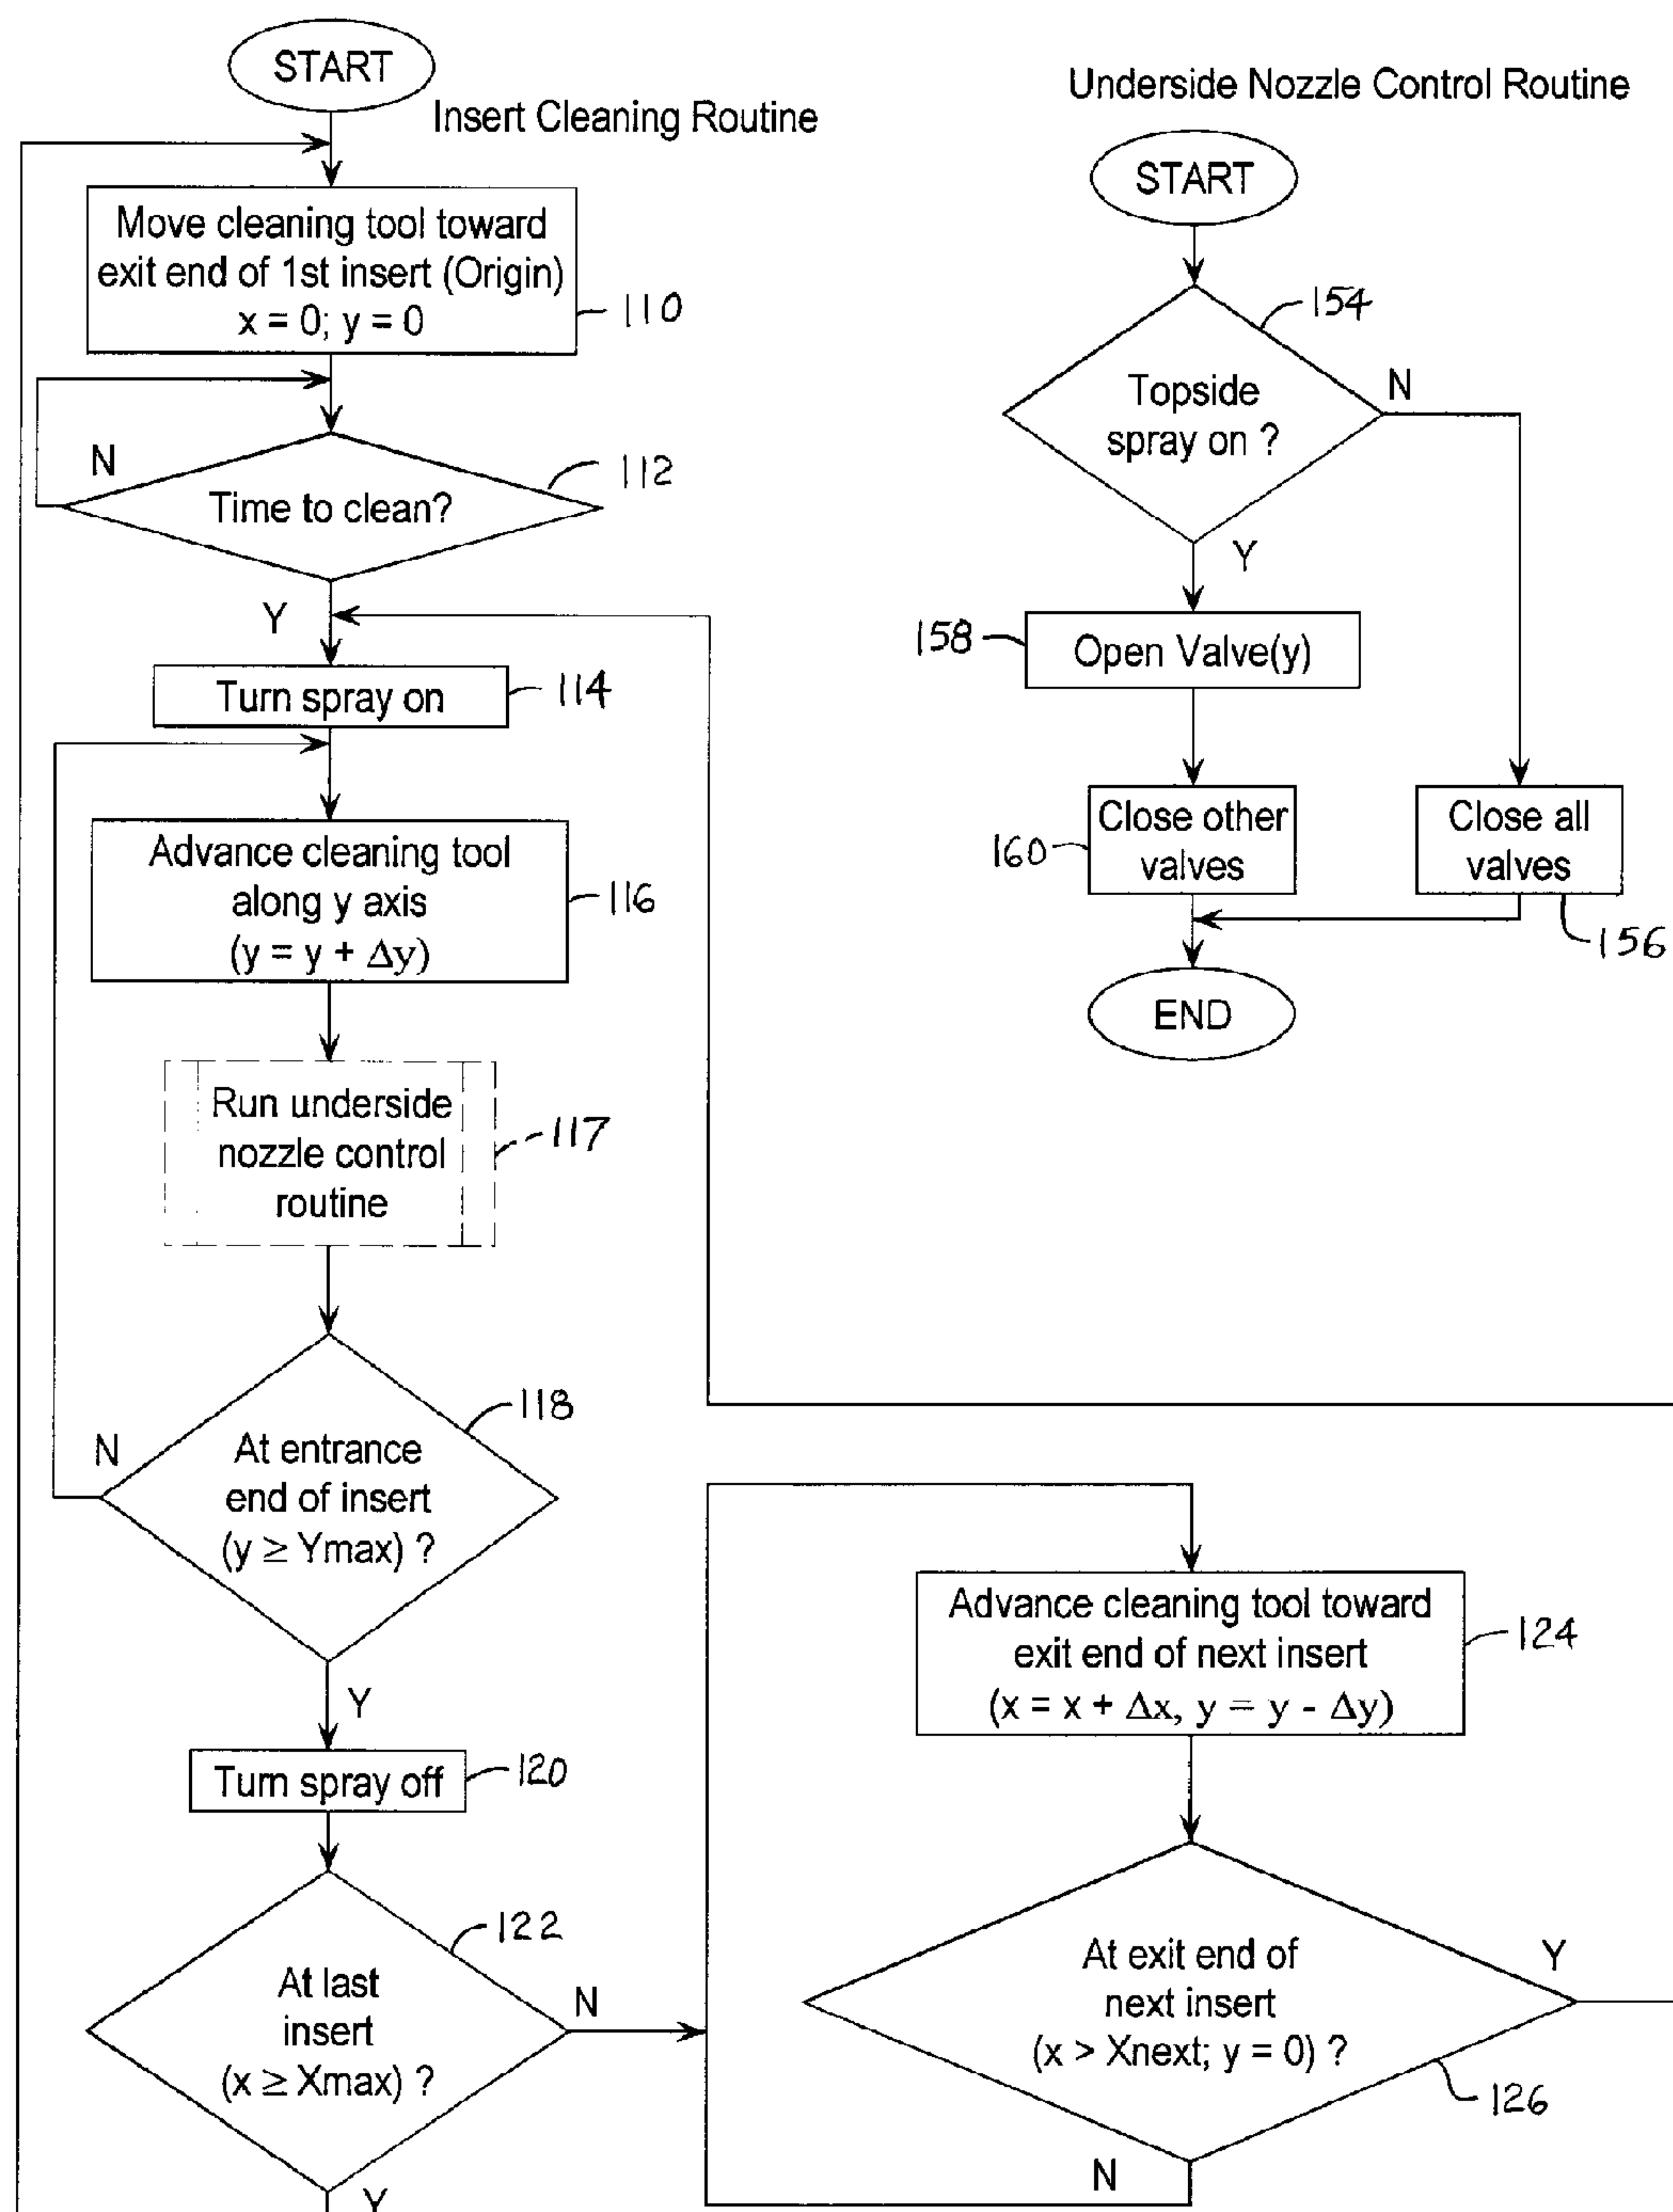 START
Insert Cleaning Routine
Move cleaning tool toward
exit end of 1st insert (Origin)
x = 0; y = 0
110
N
Time to clean?
112
Y
Turn spray on
114
Advance cleaning tool
along y axis
(y = y + Δy)
116
Run underside
nozzle control
routine
117
118
N
At entrance
end of insert
(y ≥ Ymax) ?
Y
Turn spray off
120
122
At last
insert
(x ≥ Xmax) ?
N
Y
Underside Nozzle Control Routine
START
154
Topside
spray on ?
N
Y
158
Open Valve(y)
160
Close other
valves
Close all
valves
156
END
Advance cleaning tool toward
exit end of next insert
(x = x + Δx, y = y - Δy)
124
At exit end of
next insert
(x > Xnext; y = 0) ?
Y
126
N